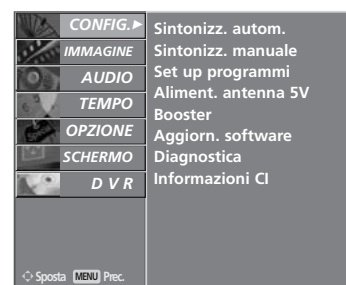 CONFIG.►
IMMAGINE
AUDIO
TEMPO
OPZIONE
SCHERMO
D V R
Sintonizz. autom.
Sintonizz. manuale
Set up programmi
Aliment. antenna 5V
Booster
Aggiorn. software
Diagnostica
Informazioni CI
Sposta MENU Prec.